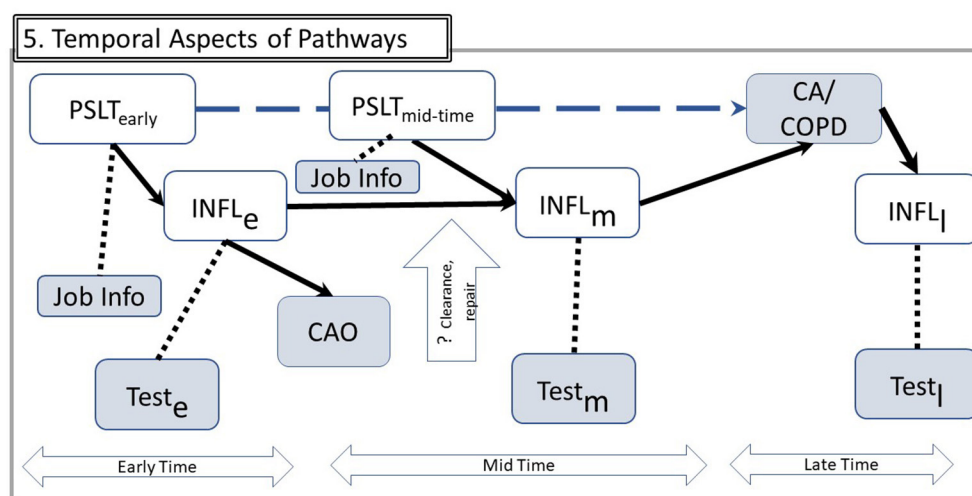 5. Temporal Aspects of Pathways
PSLTearly
PSLTmid-time
CA/
COPD
Job Info
INFLe
INFLm
INFLl
Job Info
CAO
? Clearance,
repair
Teste
Testm
Testl
Early Time
Mid Time
Late Time